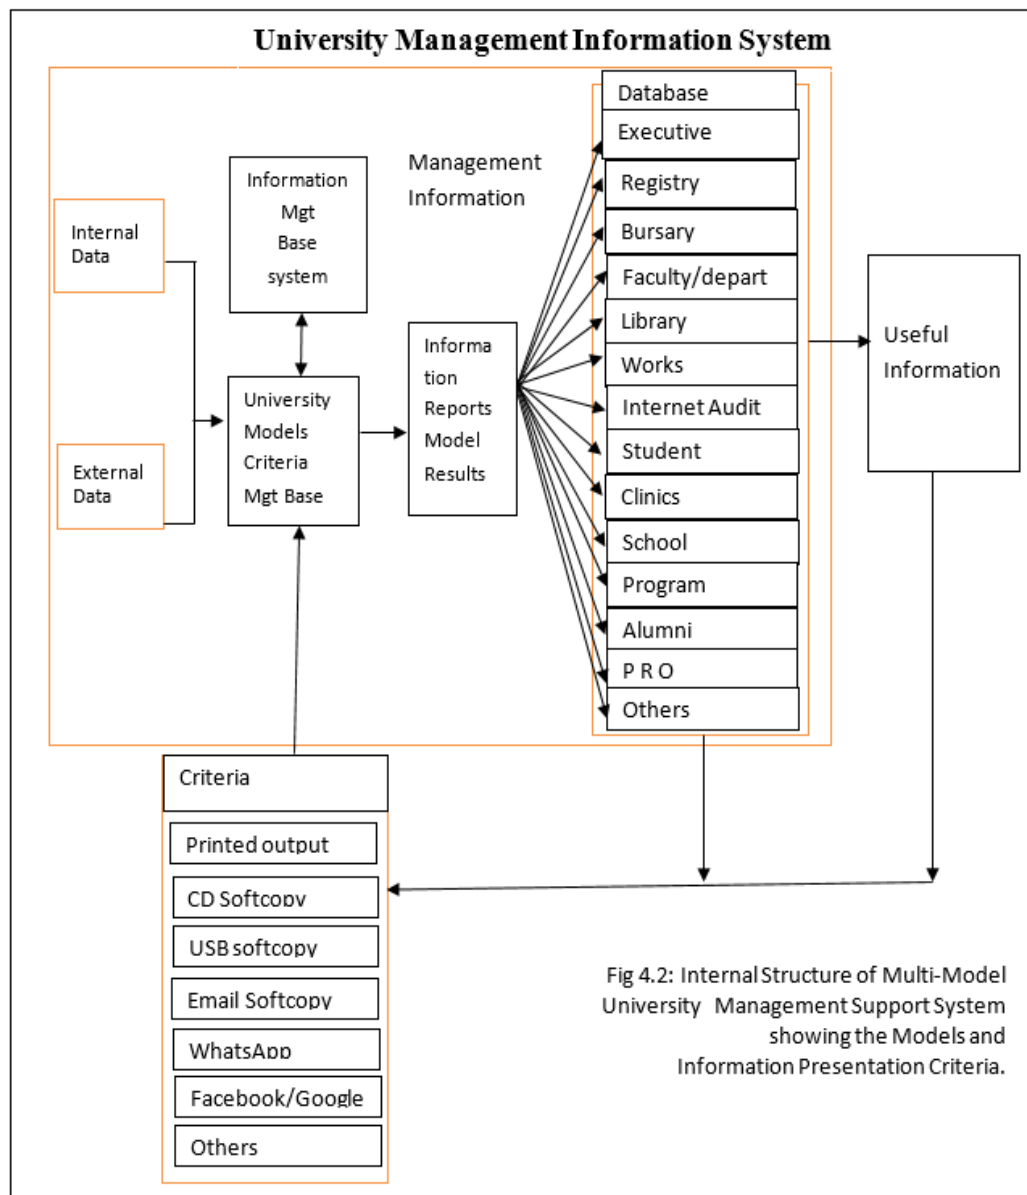 University Management Information System
Internal
Data
External
Data
Information
Mgt
Base
system
University
Models
Criteria
Mgt Base
Management
Information
Informa
tion
Reports
Model
Results
Database
Executive
Registry
Bursary
Faculty/depart
Library
Works
Internet Audit
Student
Clinics
School
Program
Alumni
P R O
Others
Useful
Information
Criteria
Printed output
CD Softcopy
USB softcopy
Email Softcopy
WhatsApp
Facebook/Google
Others
Fig 4.2: Internal Structure of Multi-Model
University Management Support System
showing the Models and
Information Presentation Criteria.